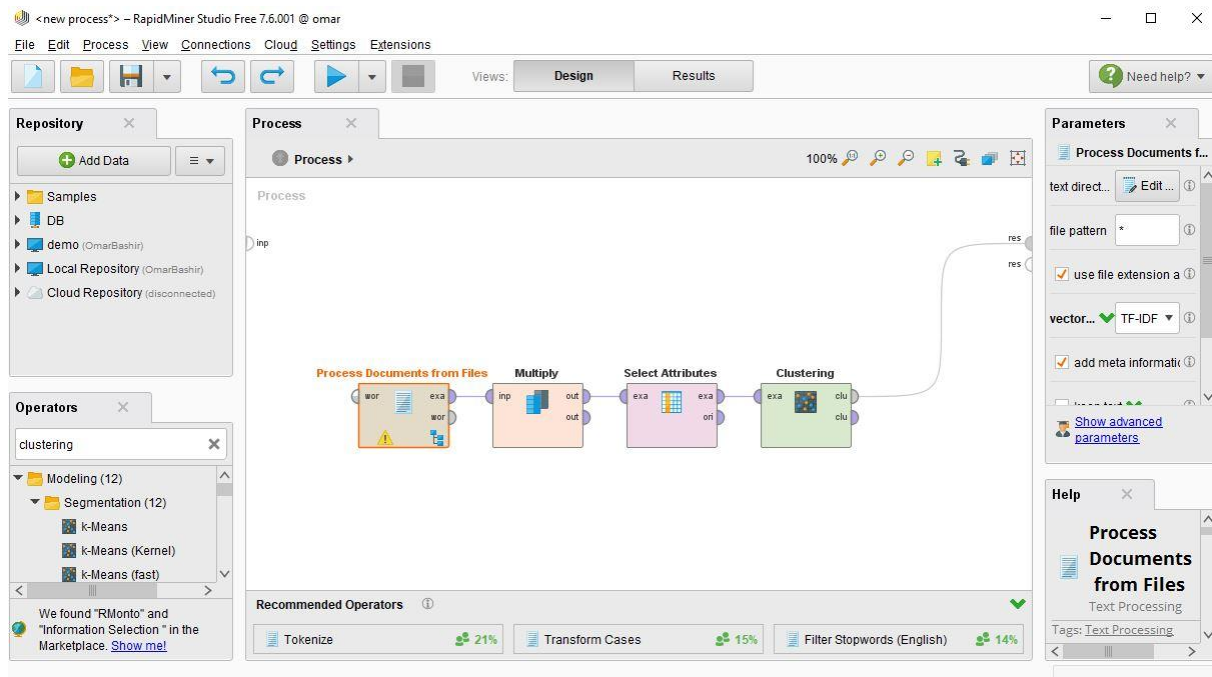 <new process*> – RapidMiner Studio Free 7.6.001 @ omar
File Edit Process View Connections Cloud Settings Extensions
Views: Design Results Need help?
Repository
Add Data
Samples
DB
demo (OmarBashir)
Local Repository (OmarBashir)
Cloud Repository (disconnected)
Operators
clustering
Modeling (12)
Segmentation (12)
k-Means
k-Means (Kernel)
k-Means (fast)
We found "RMonto" and
"Information Selection " in the
Marketplace. Show me!
Process
Process
100%
Process
inp
res
res
Process Documents from Files
wor exa
wor
Multiply
inp out
out
Select Attributes
exa exa
ori
Clustering
exa clu
clu
Recommended Operators
Tokenize 21%
Transform Cases 15%
Filter Stopwords (English) 14%
Parameters
Process Documents f...
text direct... Edit ...
file pattern *
use file extension a
vector... TF-IDF
add meta informatic
Show advanced
parameters
Help
Process
Documents
from Files
Text Processing
Tags: Text Processing